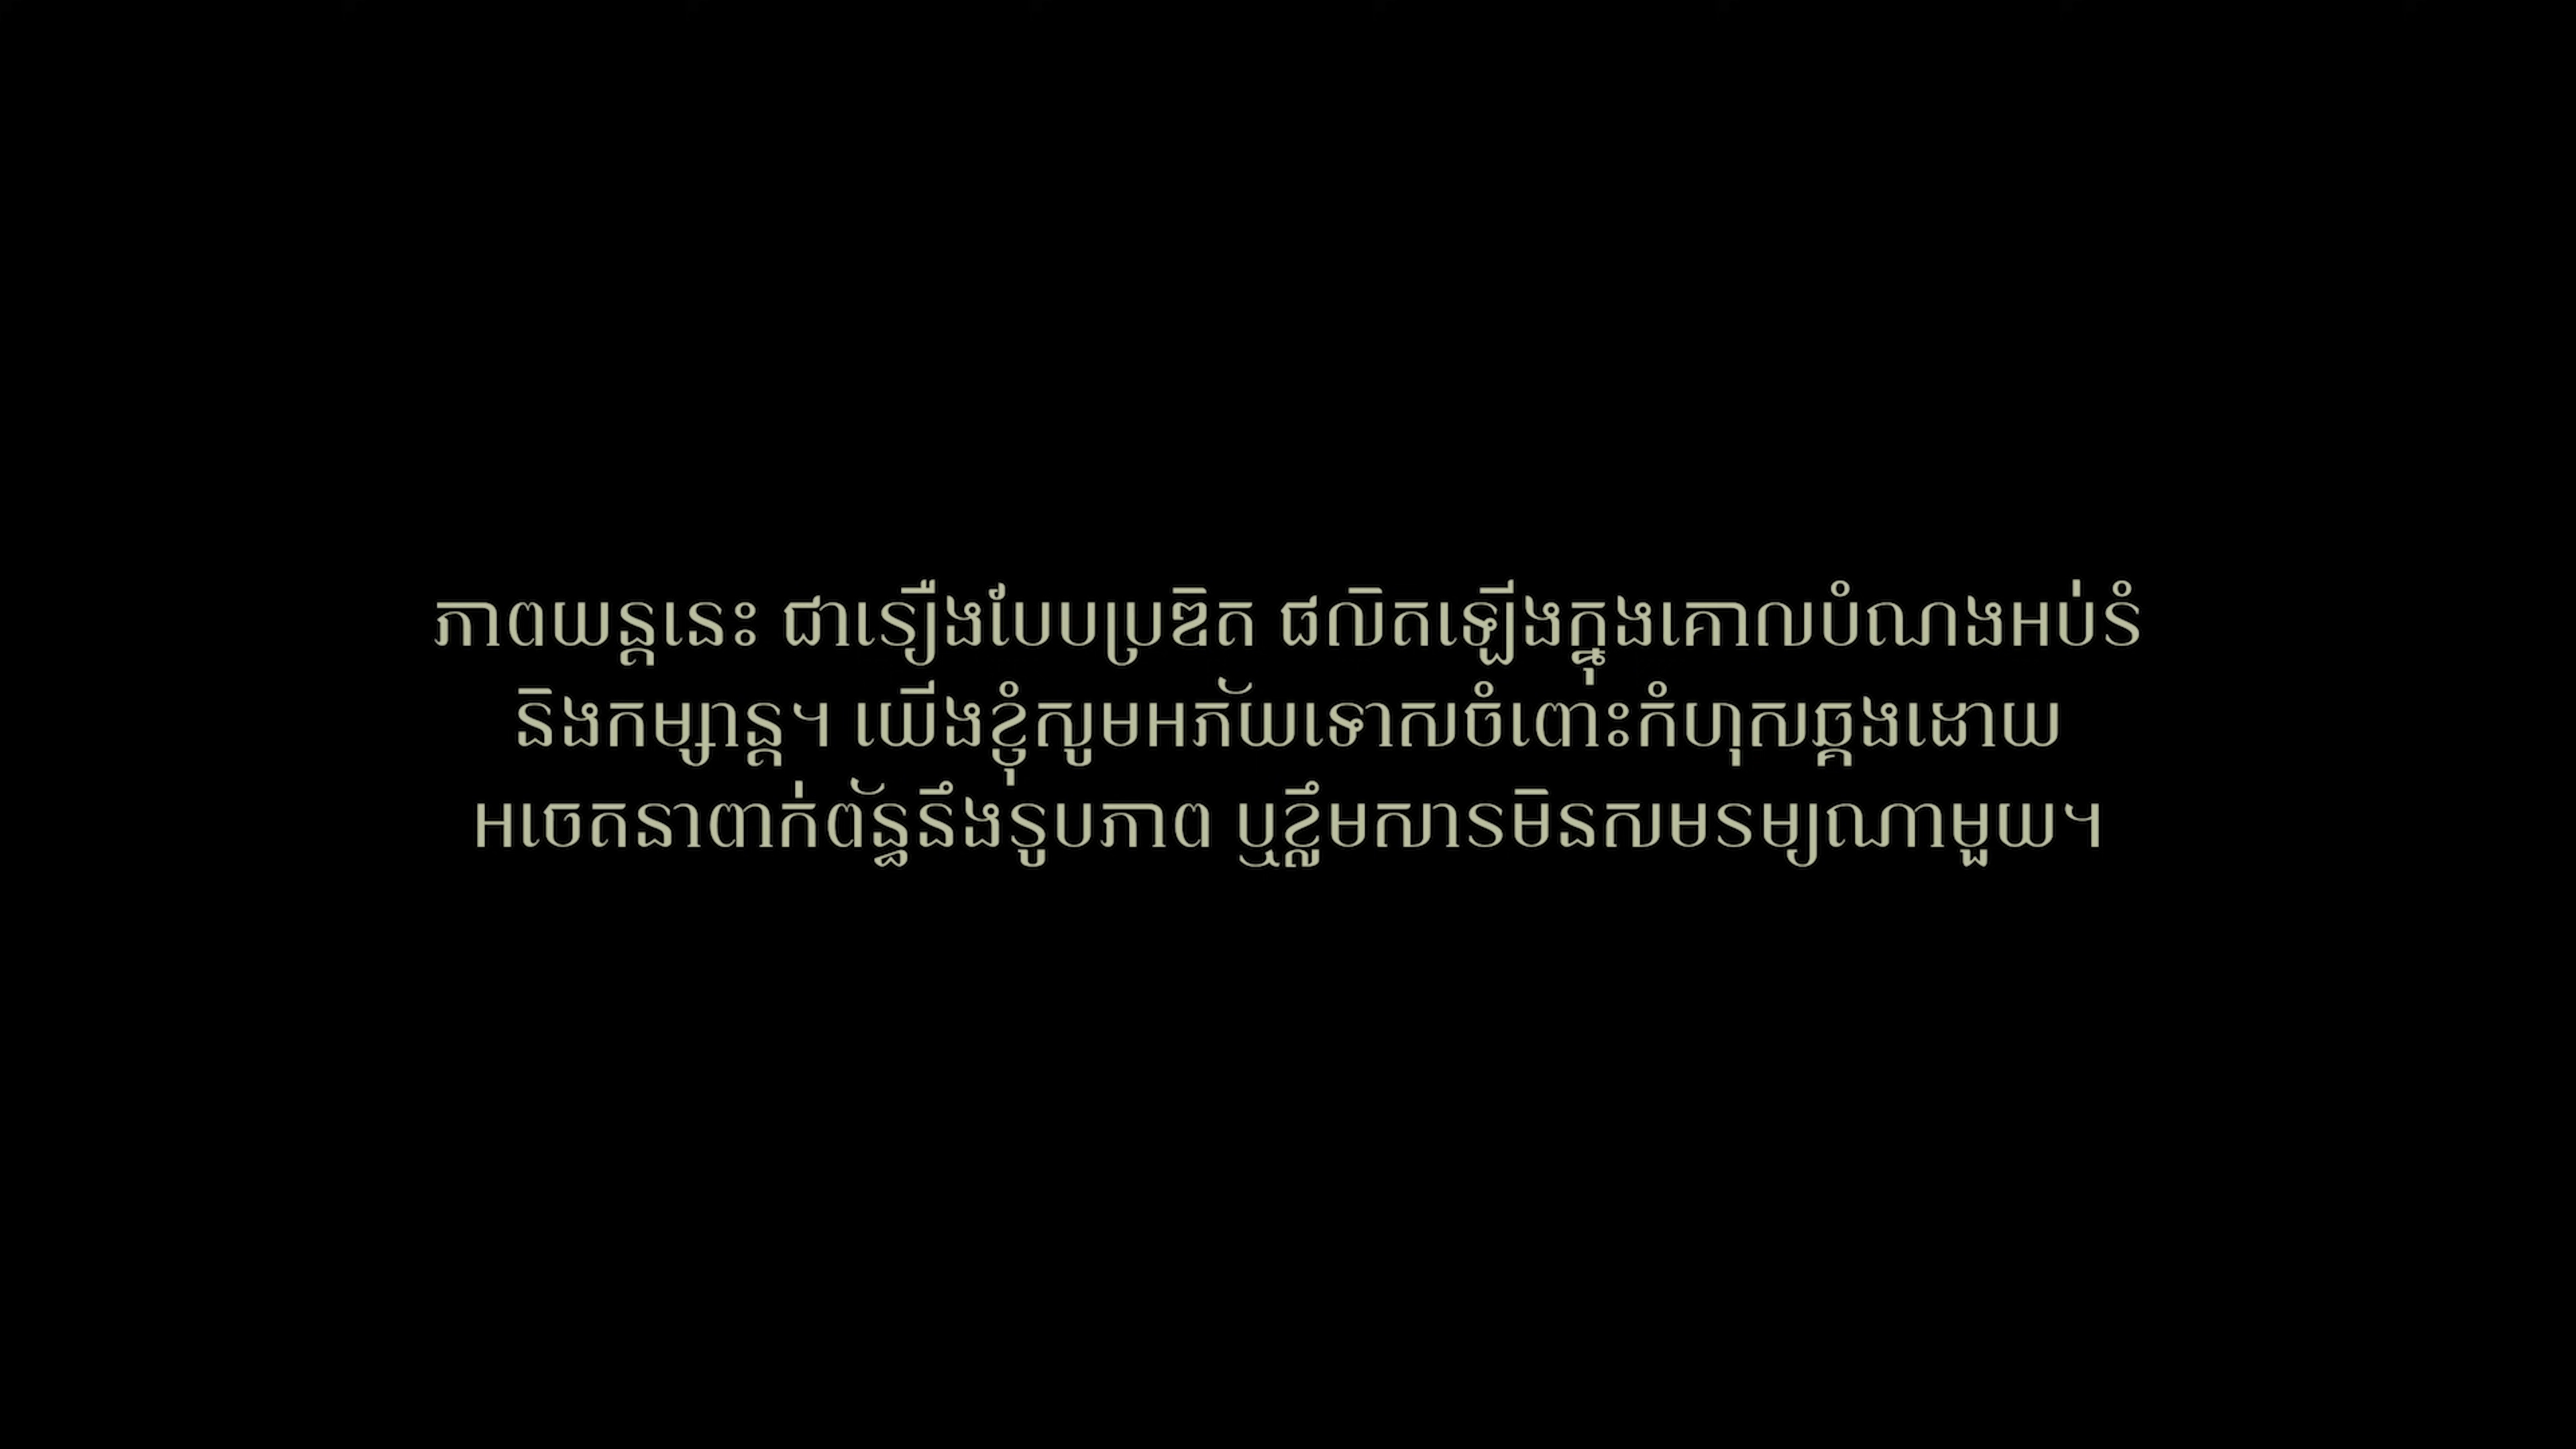 ភាពយន្តនេះ ជារឿងបែបប្រឌិត ផលិតឡើងក្នុងគោលបំណងអប់រំ
និងកម្សាន្ត។ យើងខ្ញុំសូមអភ័យទោសចំពោះកំហុសឆ្គងដោយ
អចេតនាពាក់ព័ន្ធនឹងរូបភាព ឬខ្លឹមសារមិនសមរម្យណាមួយ។